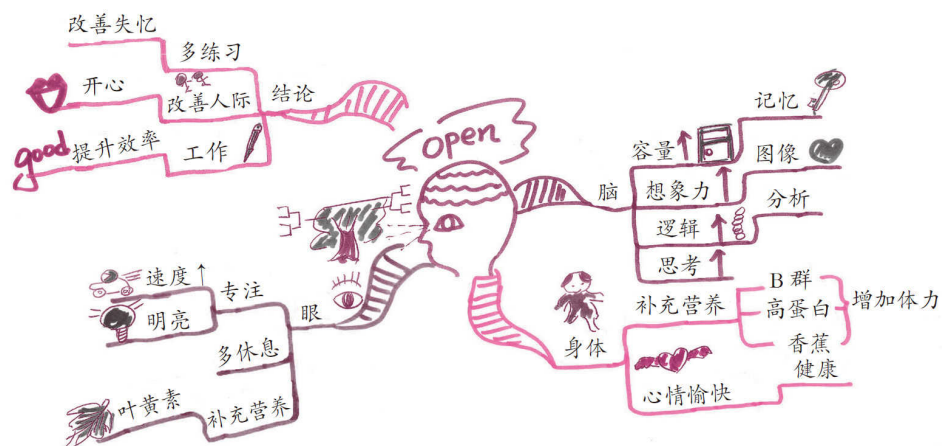 open
脑
容量
记忆
想象力
图像
逻辑
分析
思考
身体
补充营养
B群
高蛋白
香蕉
增加体力
心情愉快
健康
眼
专注
速度
明亮
多休息
补充营养
叶黄素
结论
多练习
改善失忆
改善人际
开心
工作
提升效率
good